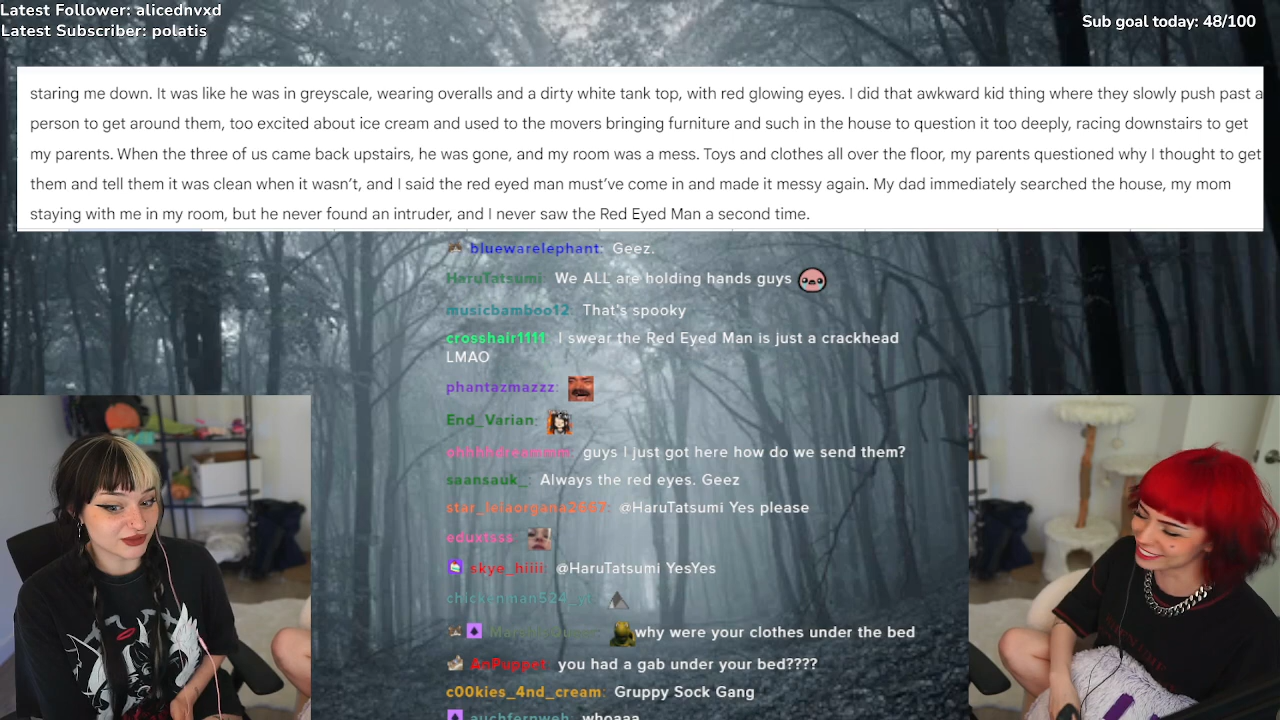 Latest Follower: alicednvxd
Latest Subscriber: polatis
Sub goal today: 48/100
staring me down. It was like he was in greyscale, wearing overalls and a dirty white tank top, with red glowing eyes. I did that awkward kid thing where they slowly push past a
person to get around them, too excited about ice cream and used to the movers bringing furniture and such in the house to question it too deeply, racing downstairs to get
my parents. When the three of us came back upstairs, he was gone, and my room was a mess. Toys and clothes all over the floor, my parents questioned why I thought to get
them and tell them it was clean when it wasn't, and I said the red eyed man must've come in and made it messy again. My dad immediately searched the house, my mom
staying with me in my room, but he never found an intruder, and I never saw the Red Eyed Man a second time.
bluewarelephant: Geez.
HaruTatsumi: We ALL are holding hands guys
musicbamboo12: That's spooky
crosshair1111: I swear the Red Eyed Man is just a crackhead
LMAO
phantazmazzz:
End_Varian:
guys I just got here how do we send them?
saansauk_: Always the red eyes. Geez
star_leiaorgana2607: @HaruTatsumi Yes please
eduxtsss
skye_hiiii: @HaruTatsumi YesYes
chickenman524_yt
why were your clothes under the bed
AnPuppet: you had a gab under your bed????
c00kies_4nd_cream: Gruppy Sock Gang
auchfernweh: whoaaa